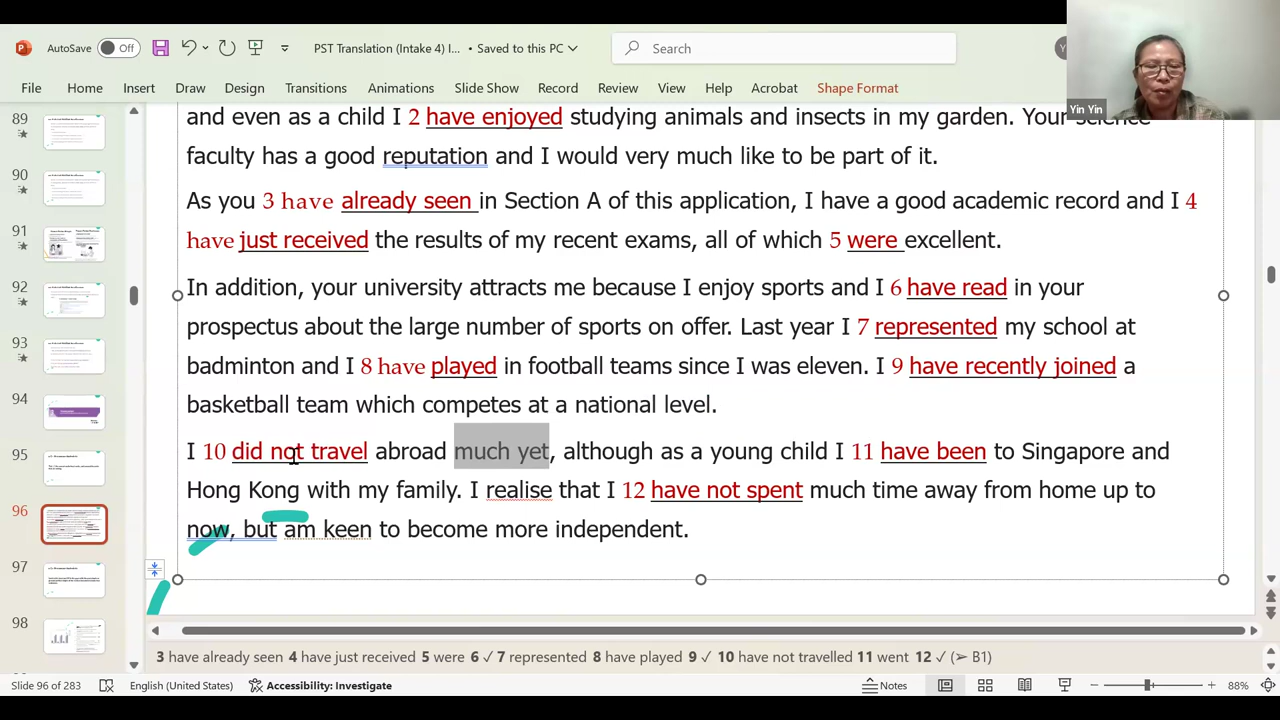 AutoSave Off PST Translation (Intake 4) I... • Saved to this PC Search Y
File Home Insert Draw Design Transitions Animations Slide Show Record Review View Help Acrobat Shape Format
Yin Yin
89
90
91
92
93
94
95
96
97
98
and even as a child I 2 have enjoyed studying animals and insects in my garden. Your science
faculty has a good reputation and I would very much like to be part of it.
As you 3 have already seen in Section A of this application, I have a good academic record and I 4
have just received the results of my recent exams, all of which 5 were excellent.
In addition, your university attracts me because I enjoy sports and I 6 have read in your
prospectus about the large number of sports on offer. Last year I 7 represented my school at
badminton and I 8 have played in football teams since I was eleven. I 9 have recently joined a
basketball team which competes at a national level.
I 10 did not travel abroad much yet, although as a young child I 11 have been to Singapore and
Hong Kong with my family. I realise that I 12 have not spent much time away from home up to
now, but am keen to become more independent.
3 have already seen 4 have just received 5 were 6 ✓ 7 represented 8 have played 9 ✓ 10 have not travelled 11 went 12 ✓ (➢ B1)
Slide 96 of 283 English (United States) Accessibility: Investigate Notes 88%